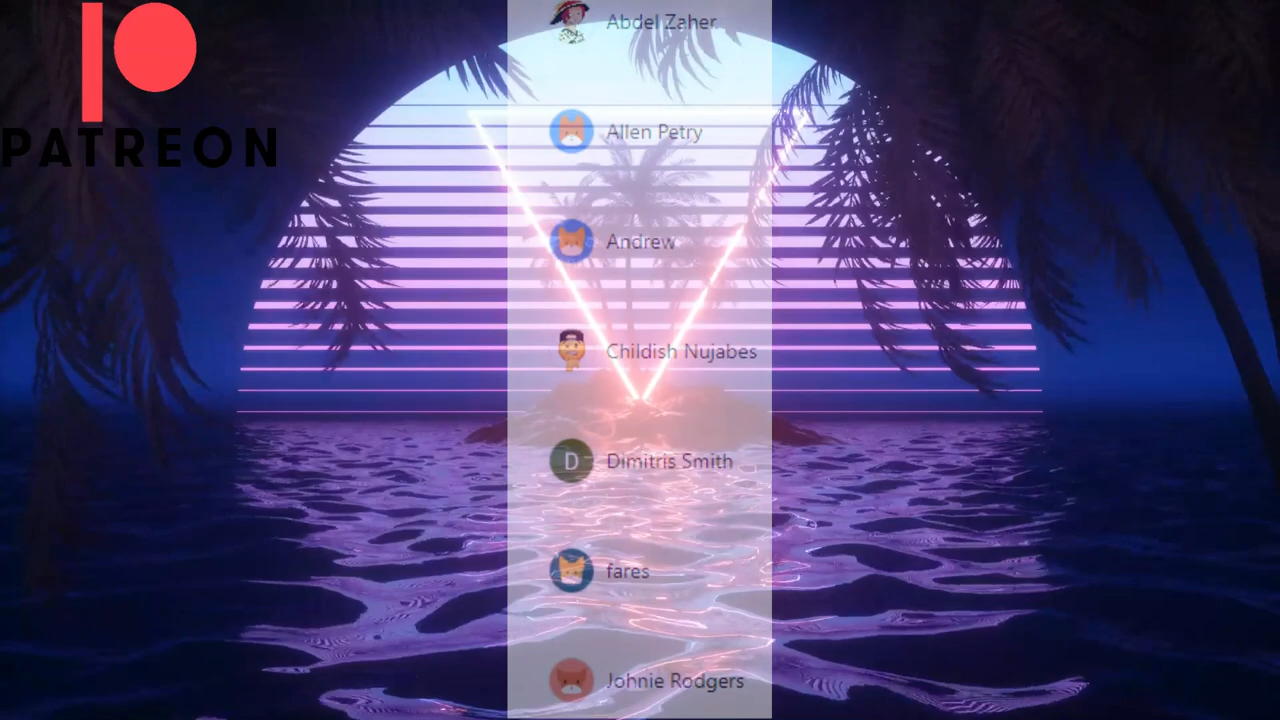 PATREON
Abdel Zaher
Allen Petry
Andrew
Childish Nujabes
D
Dimitris Smith
fares
Johnie Rodgers